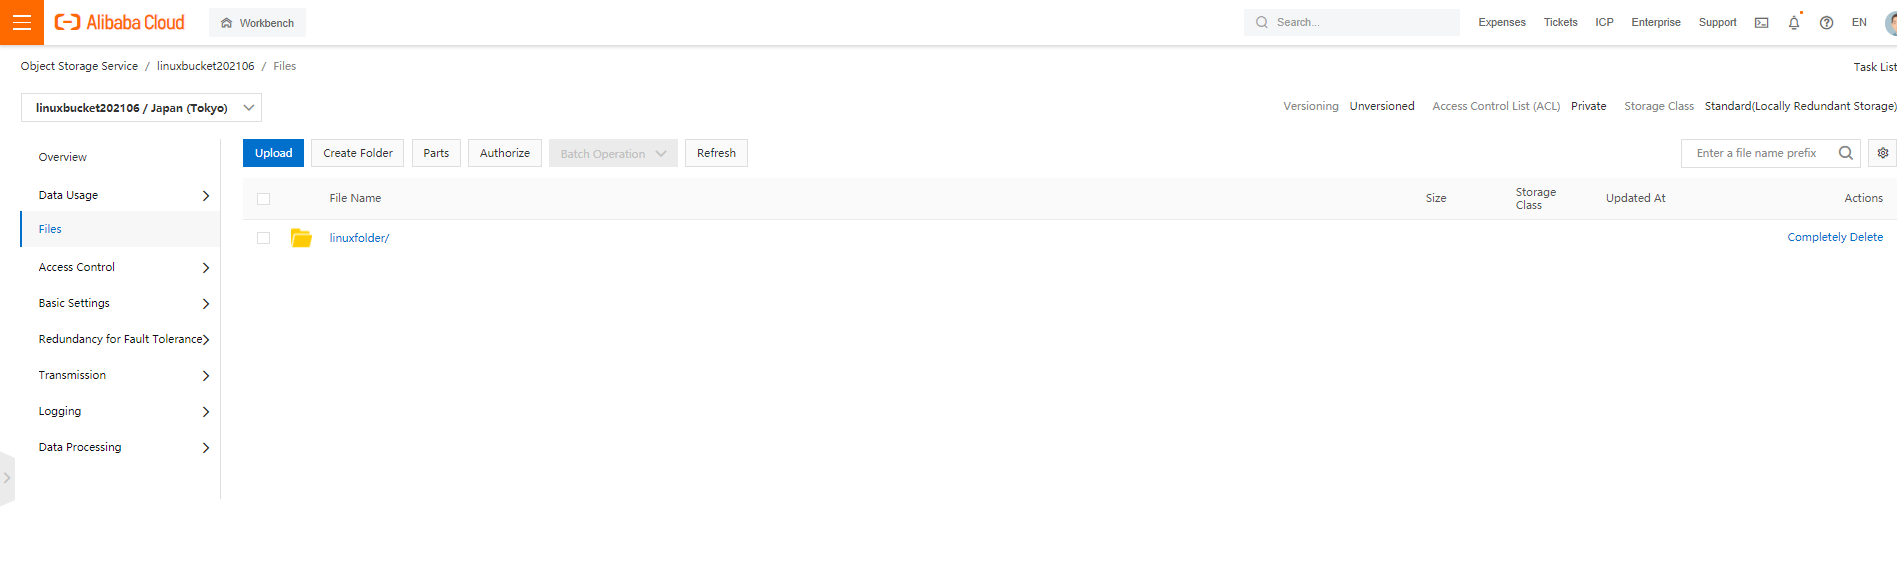 Alibaba Cloud Workbench Search... Expenses Tickets ICP Enterprise Support EN
Object Storage Service / linuxbucket202106 / Files Task List
linuxbucket202106 / Japan (Tokyo) Versioning Unversioned Access Control List (ACL) Private Storage Class Standard(Locally Redundant Storage)
Upload Create Folder Parts Authorize Batch Operation Refresh Enter a file name prefix
File Name Size Storage Class Updated At Actions
linuxfolder/ Completely Delete
Overview
Data Usage
Files
Access Control
Basic Settings
Redundancy for Fault Tolerance
Transmission
Logging
Data Processing